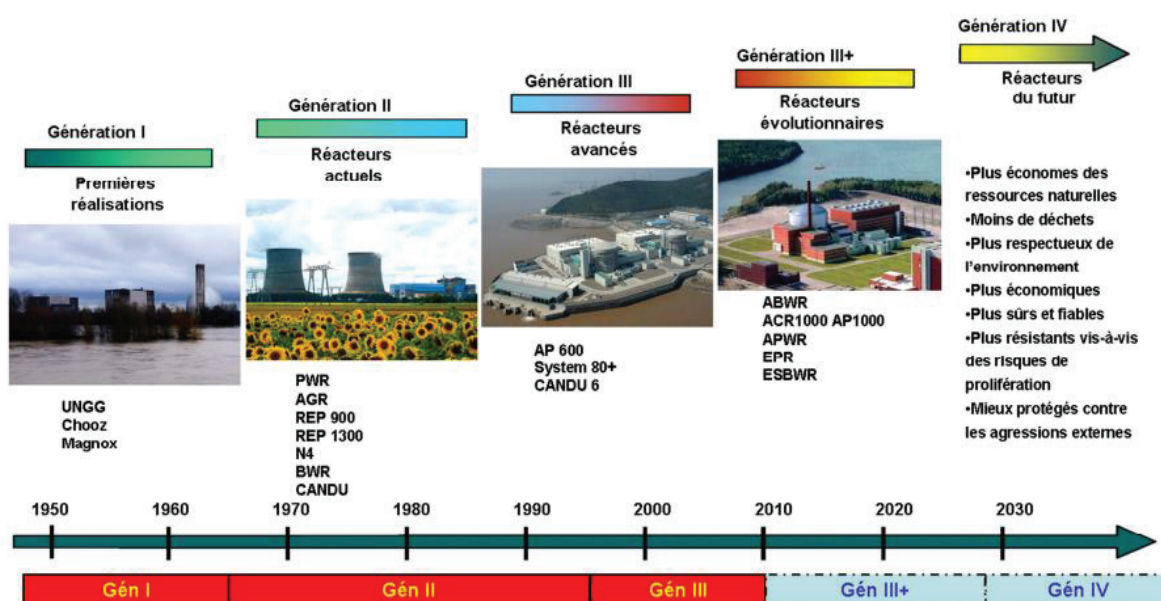 Génération I
Premières
réalisations
UNGG
Chooz
Magnox
Génération II
Réacteurs
actuels
PWR
AGR
REP 900
REP 1300
N4
BWR
CANDU
Génération III
Réacteurs
avancés
AP 600
System 80+
CANDU 6
Génération III+
Réacteurs
évolutionnaires
ABWR
ACR1000 AP1000
APWR
EPR
ESBWR
Génération IV
Réacteurs
du futur
•Plus économes des
ressources naturelles
•Moins de déchets
•Plus respectueux de
l'environnement
•Plus économiques
•Plus sûrs et fiables
•Plus résistants vis-à-vis
des risques de
prolifération
•Mieux protégés contre
les agressions externes
1950 1960 1970 1980 1990 2000 2010 2020 2030
Gén I Gén II Gén III Gén III+ Gén IV